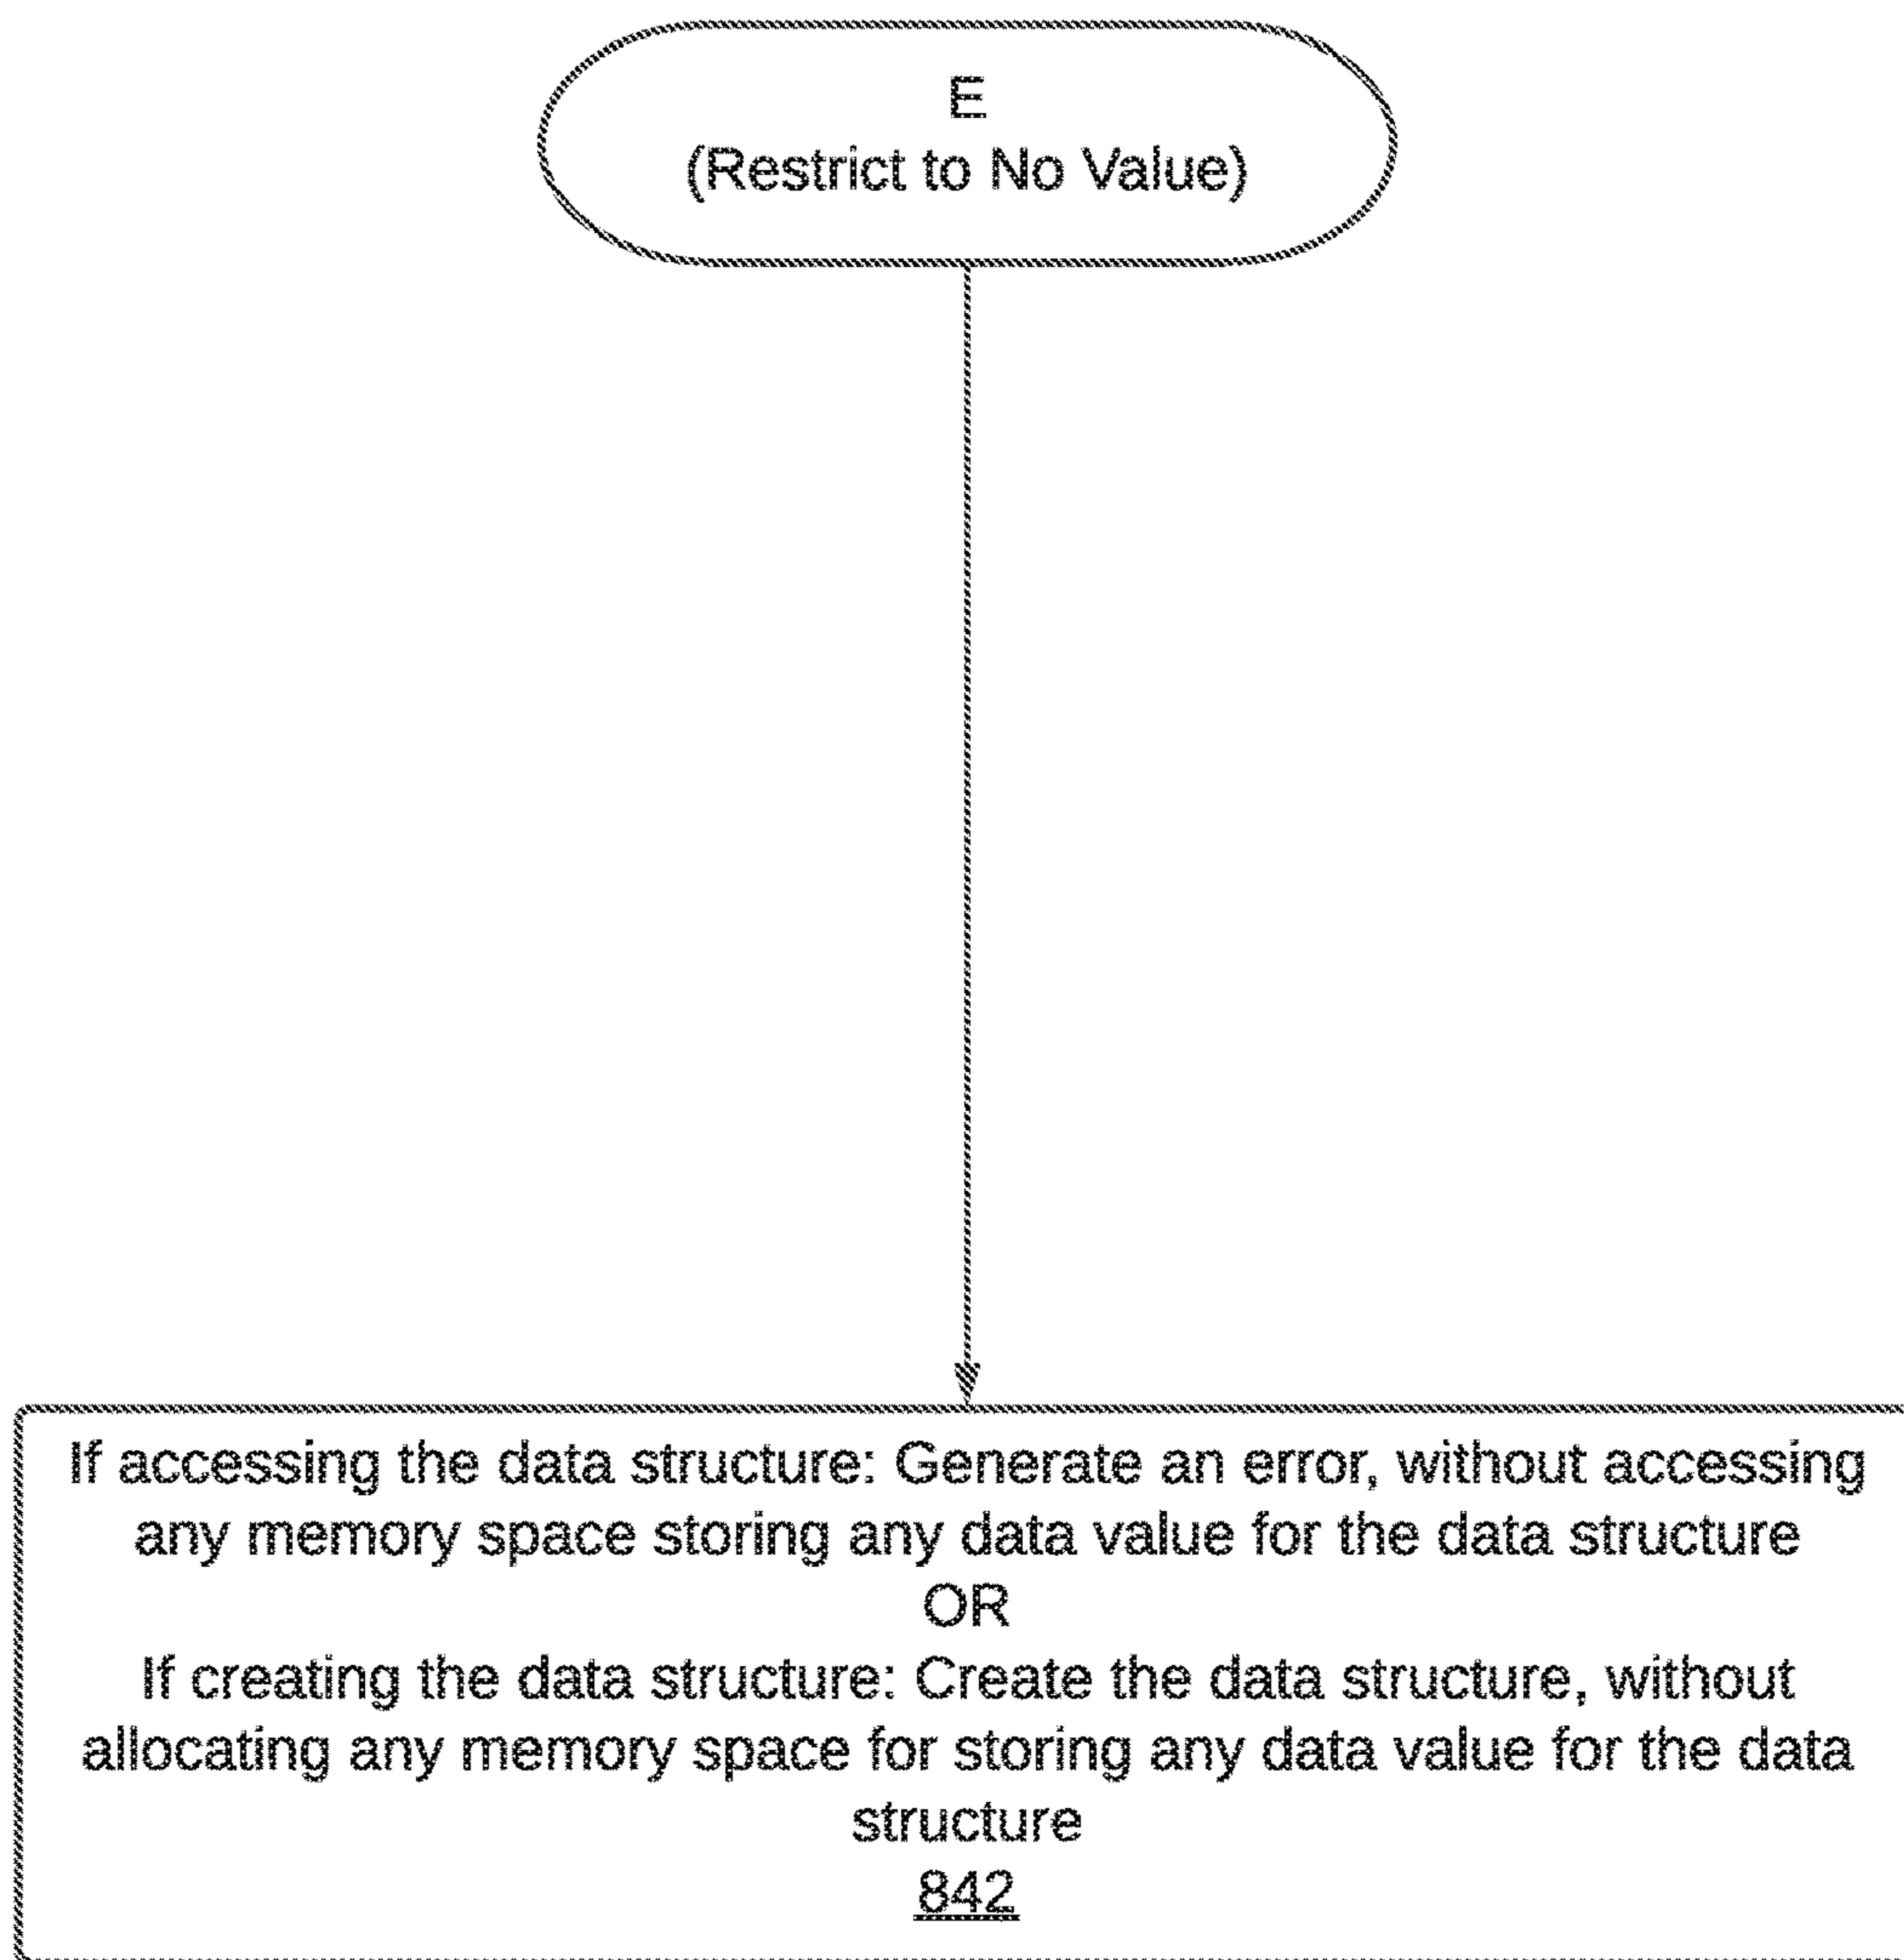 E
(Restrict to No Value)
If accessing the data structure: Generate an error, without accessing
any memory space storing any data value for the data structure
OR
If creating the data structure: Create the data structure, without
allocating any memory space for storing any data value for the data
structure
842